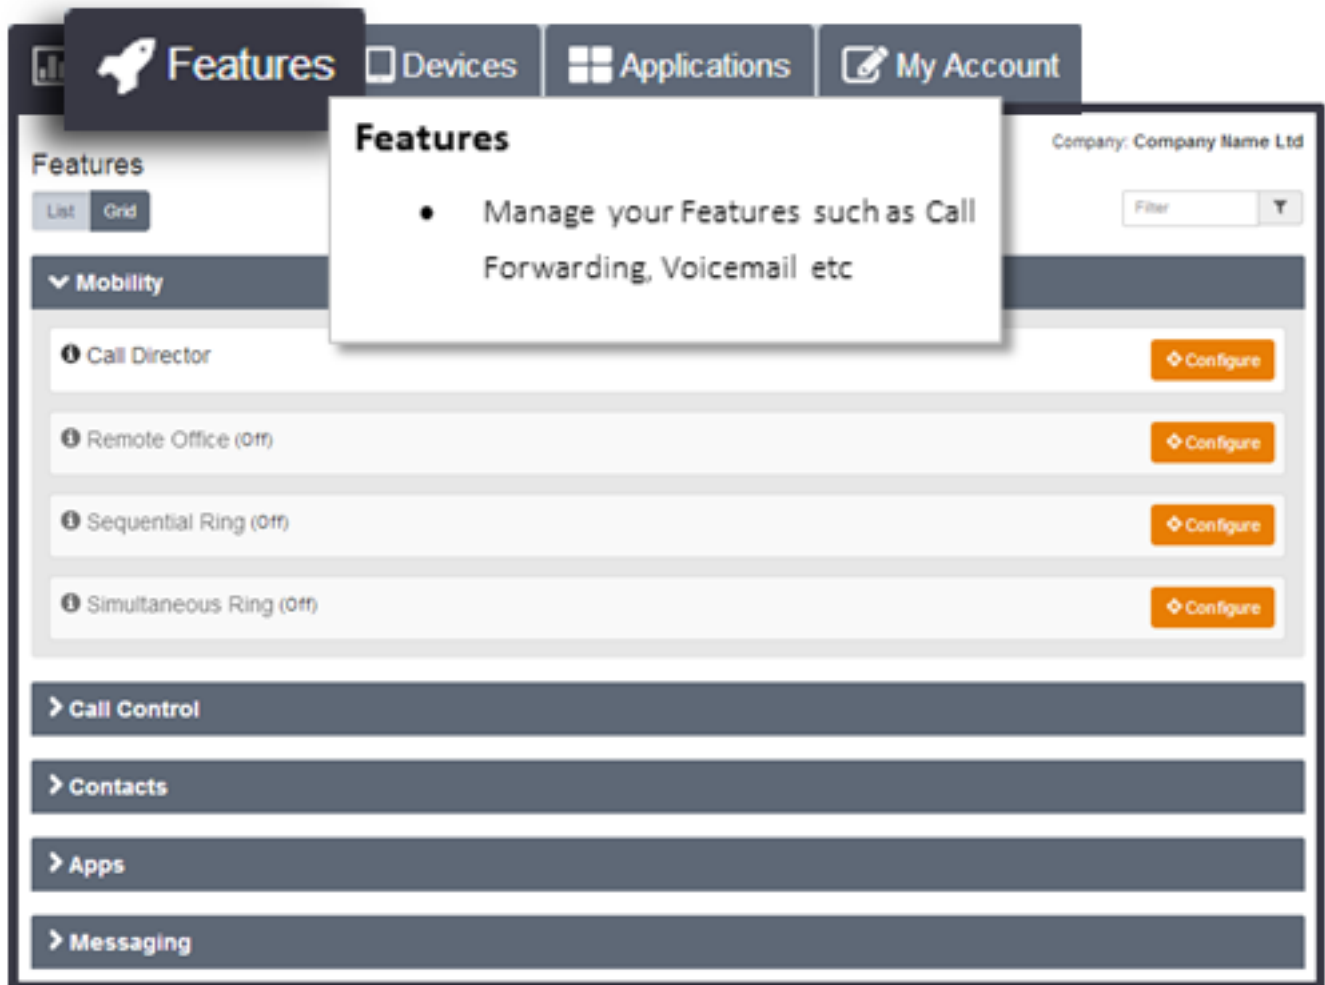 Features
Devices
Applications
My Account
Features
Manage your Features such as Call
Forwarding, Voicemail etc
Company: Company Name Ltd
Features
List
Grid
Filter
Mobility
Call Director
Configure
Remote Office (Off)
Configure
Sequential Ring (Off)
Configure
Simultaneous Ring (Off)
Configure
Call Control
Contacts
Apps
Messaging